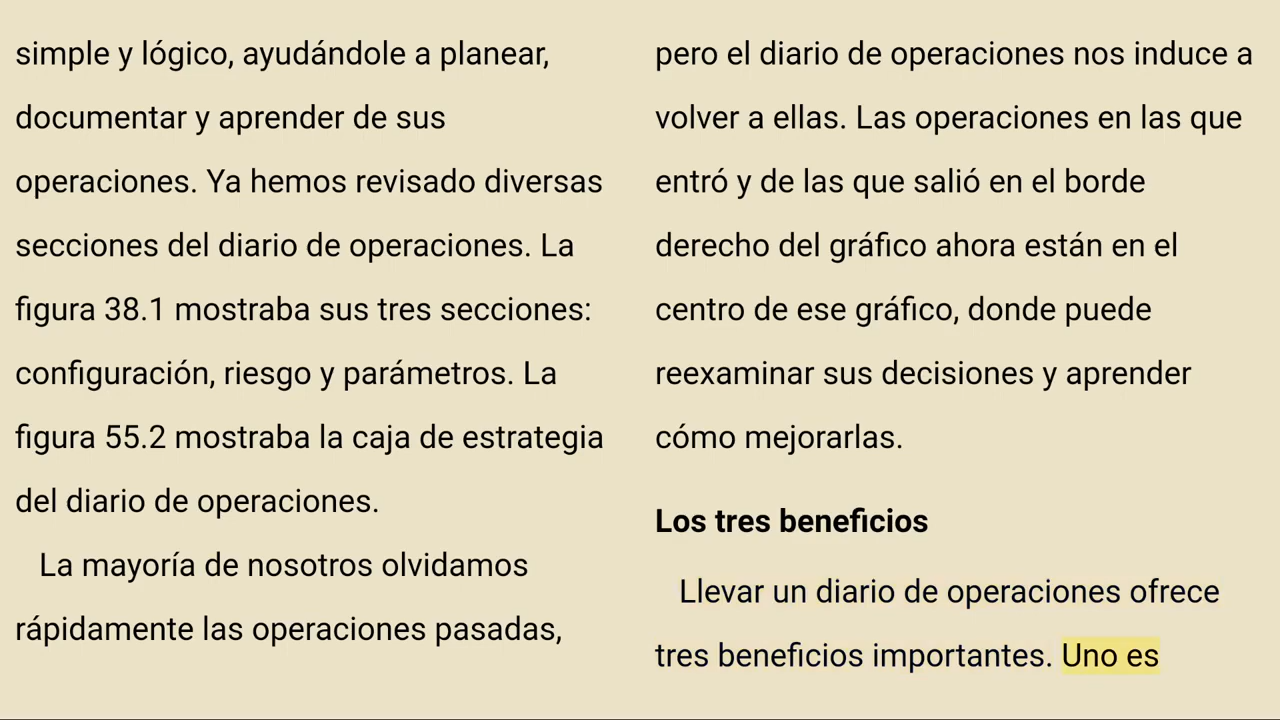 simple y lógico, ayudándole a planear,
documentar y aprender de sus
operaciones. Ya hemos revisado diversas
secciones del diario de operaciones. La
figura 38.1 mostraba sus tres secciones:
configuración, riesgo y parámetros. La
figura 55.2 mostraba la caja de estrategia
del diario de operaciones.
La mayoría de nosotros olvidamos
rápidamente las operaciones pasadas,
pero el diario de operaciones nos induce a
volver a ellas. Las operaciones en las que
entró y de las que salió en el borde
derecho del gráfico ahora están en el
centro de ese gráfico, donde puede
reexaminar sus decisiones y aprender
cómo mejorarlas.
Los tres beneficios
Llevar un diario de operaciones ofrece
tres beneficios importantes. Uno es